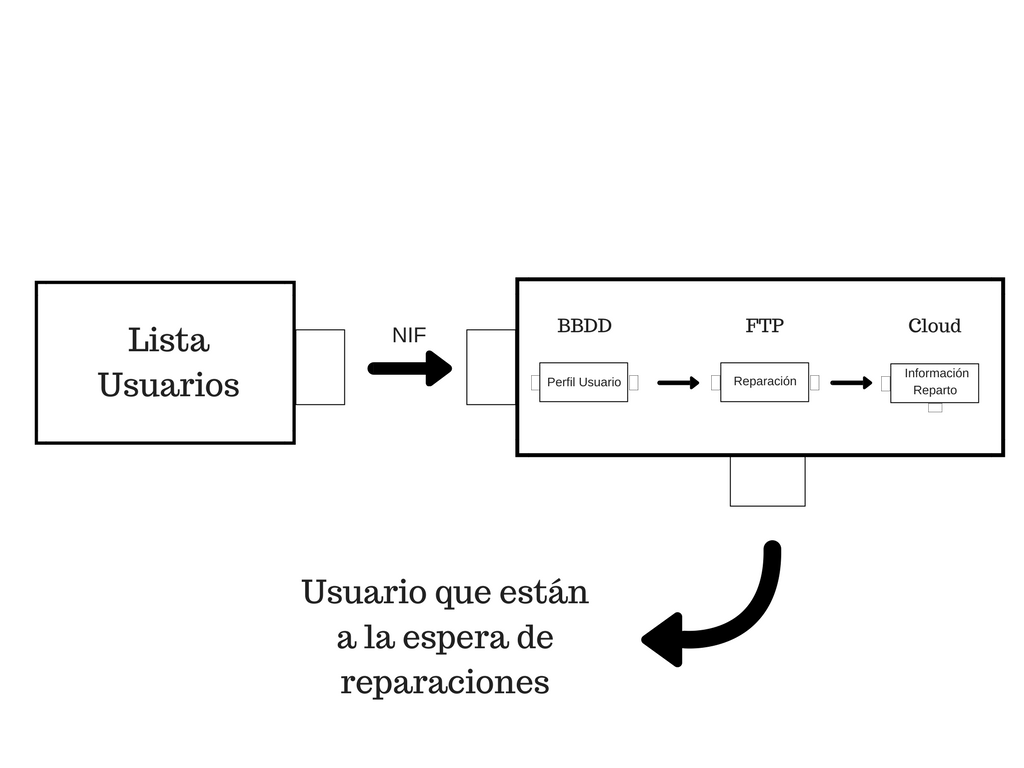 Lista
Usuarios
NIF
BBDD
FTP
Cloud
Perfil Usuario
Reparación
Información
Reparto
Usuario que están
a la espera de
reparaciones